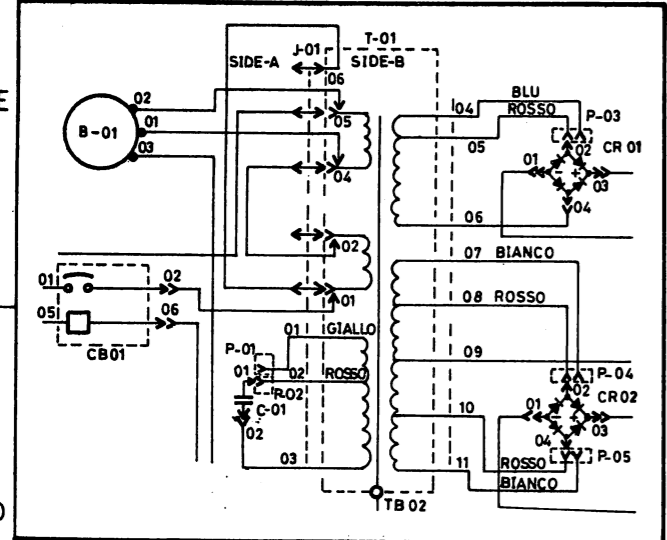 T-01
J-01
SIDE-A
SIDE-B
06
BLU
02
04
ROSSO
P-03
B-01
01
05
05
02
CR 01
03
01
- +
03
04
04
06
02
07 BIANCO
01
02
01
08 ROSSO
05
06
01
GIALLO
CB01
P-01
09
01
02
ROSSO
P-04
P-02
02
CR02
C-01
01
- +
10
03
02
04
P-05
03
11
ROSSO
BIANCO
TB 02